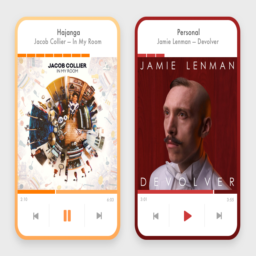 Hajanga
Jacob Collier – In My Room
JACOB COLLIER
IN MY ROOM
Personal
Jamie Lenman – Devolver
JAMIE LENMAN
DEVOLVER